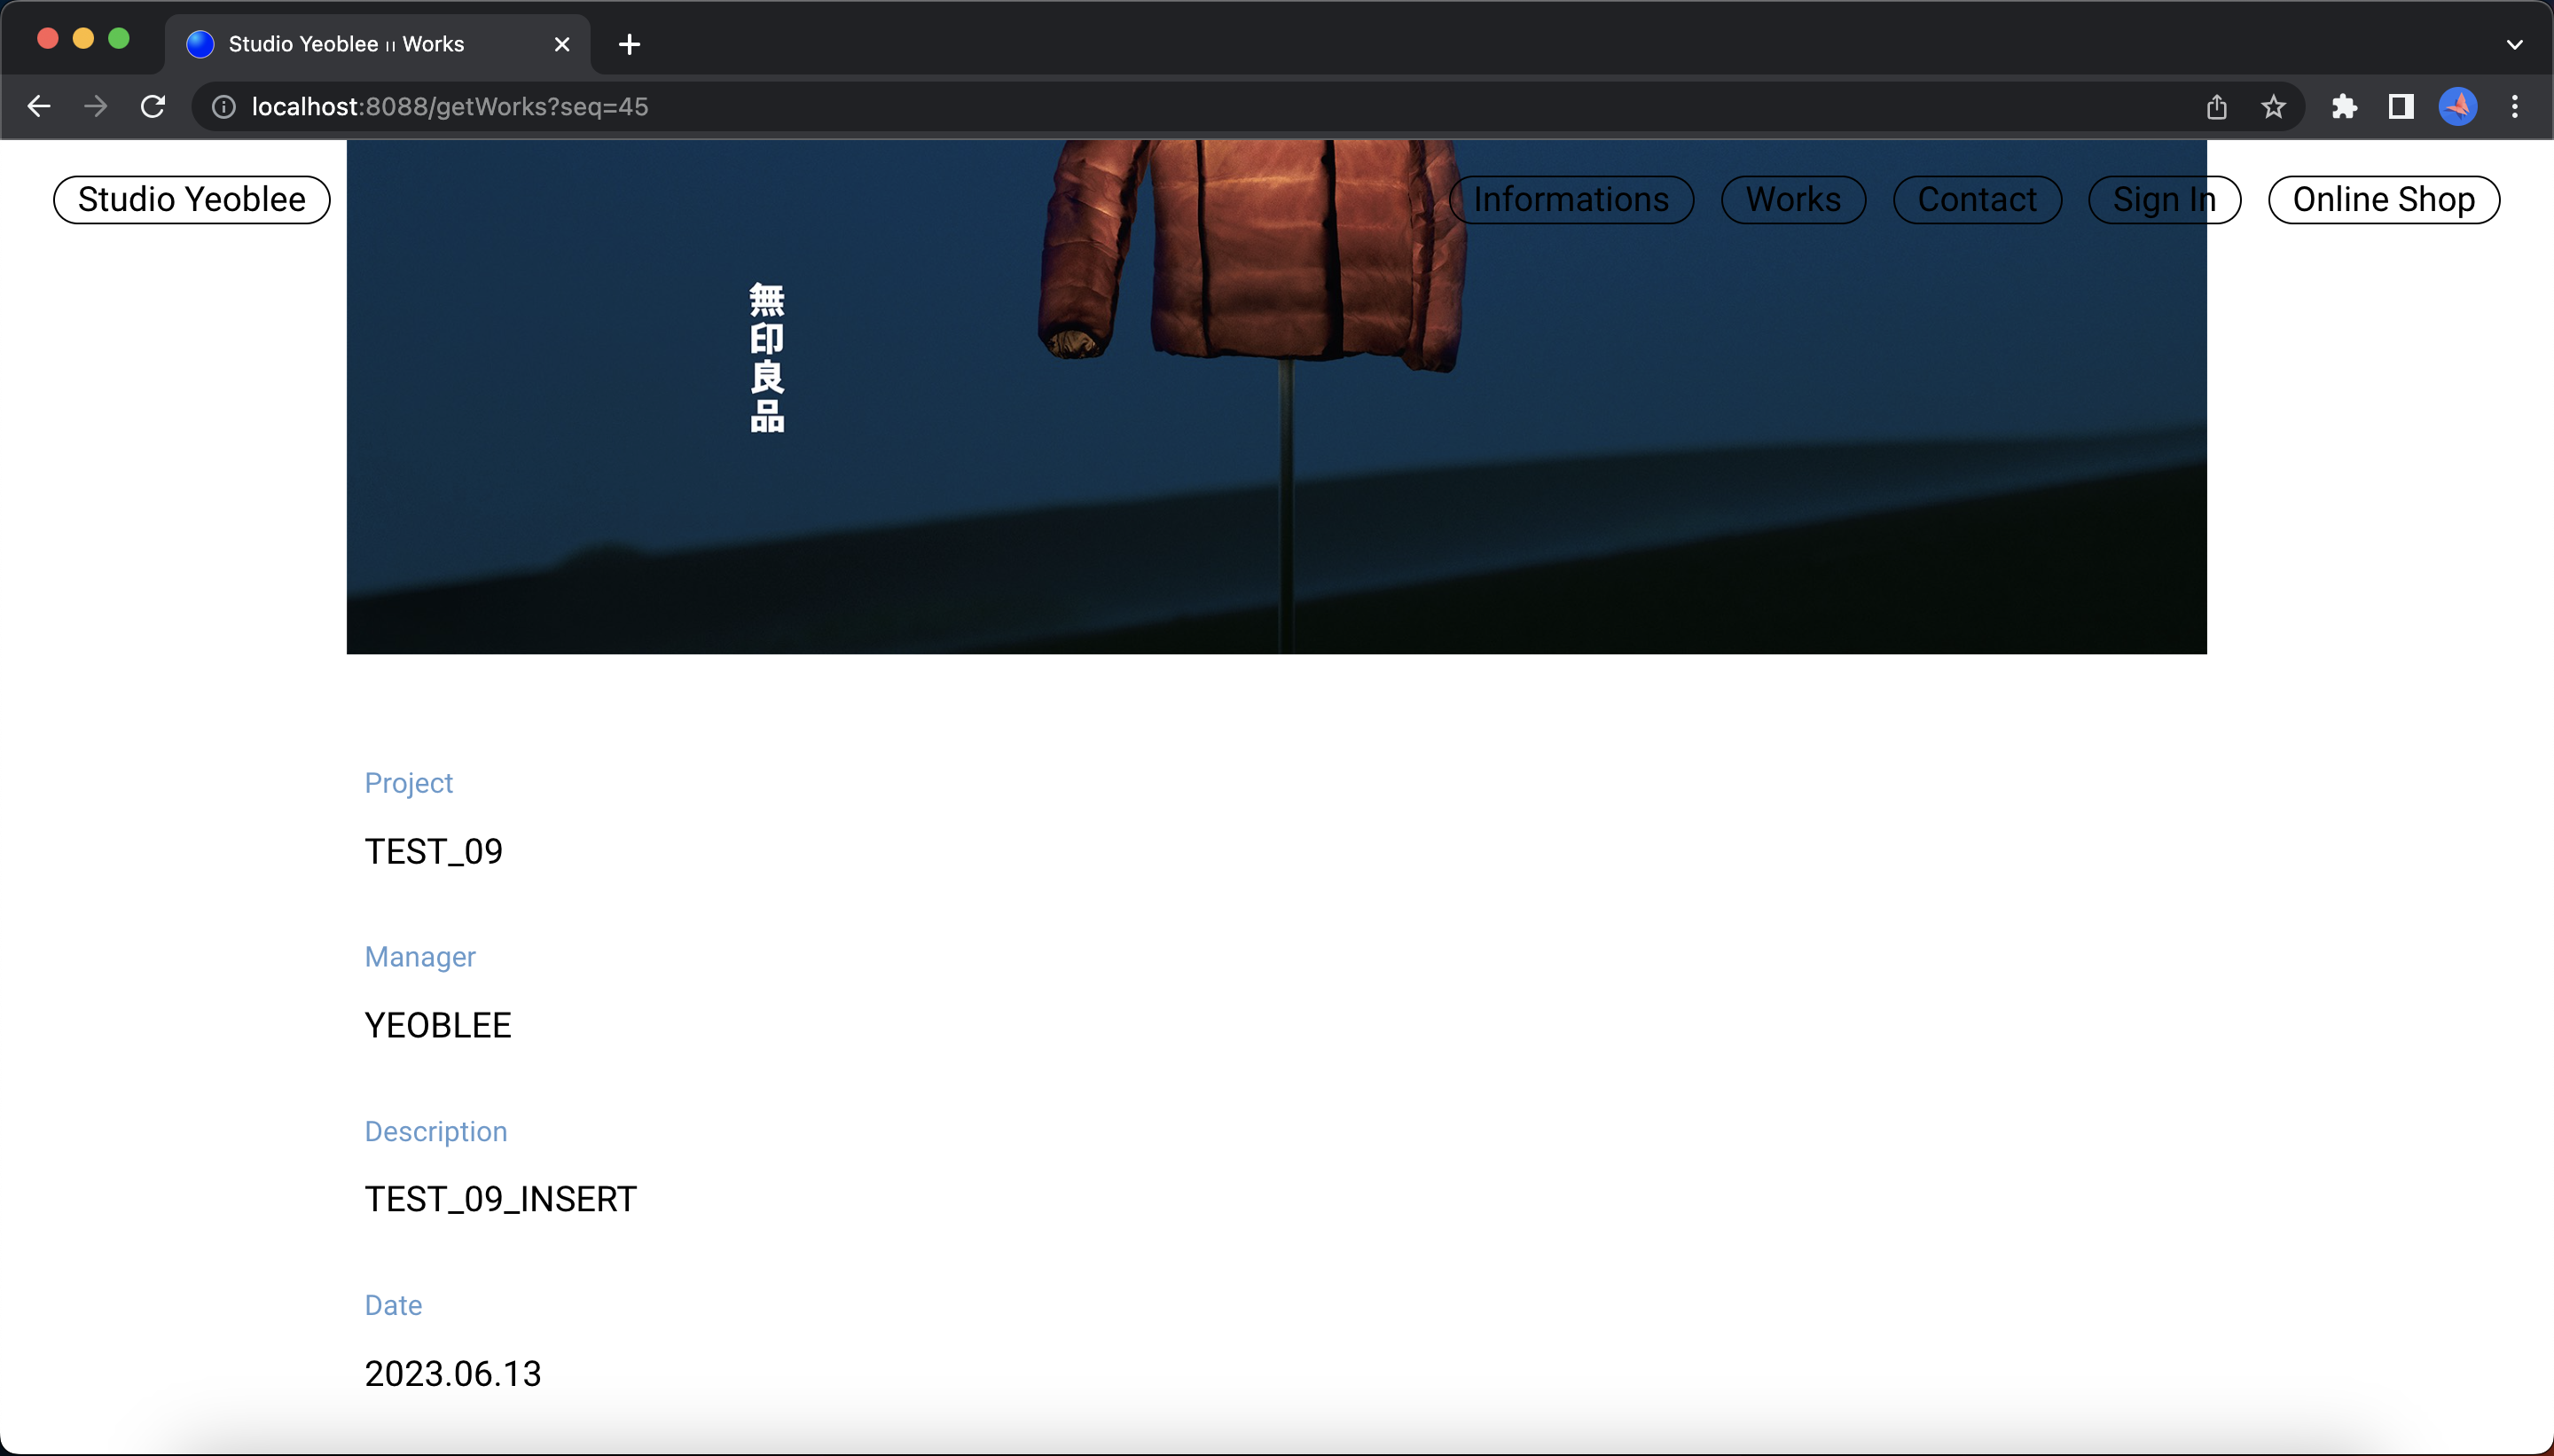 Studio Yeoblee ıı Works
localhost:8088/getWorks?seq=45
Studio Yeoblee
Informations
Works
Contact
Sign In
Online Shop
無印良品
Project
TEST_09
Manager
YEOBLEE
Description
TEST_09_INSERT
Date
2023.06.13